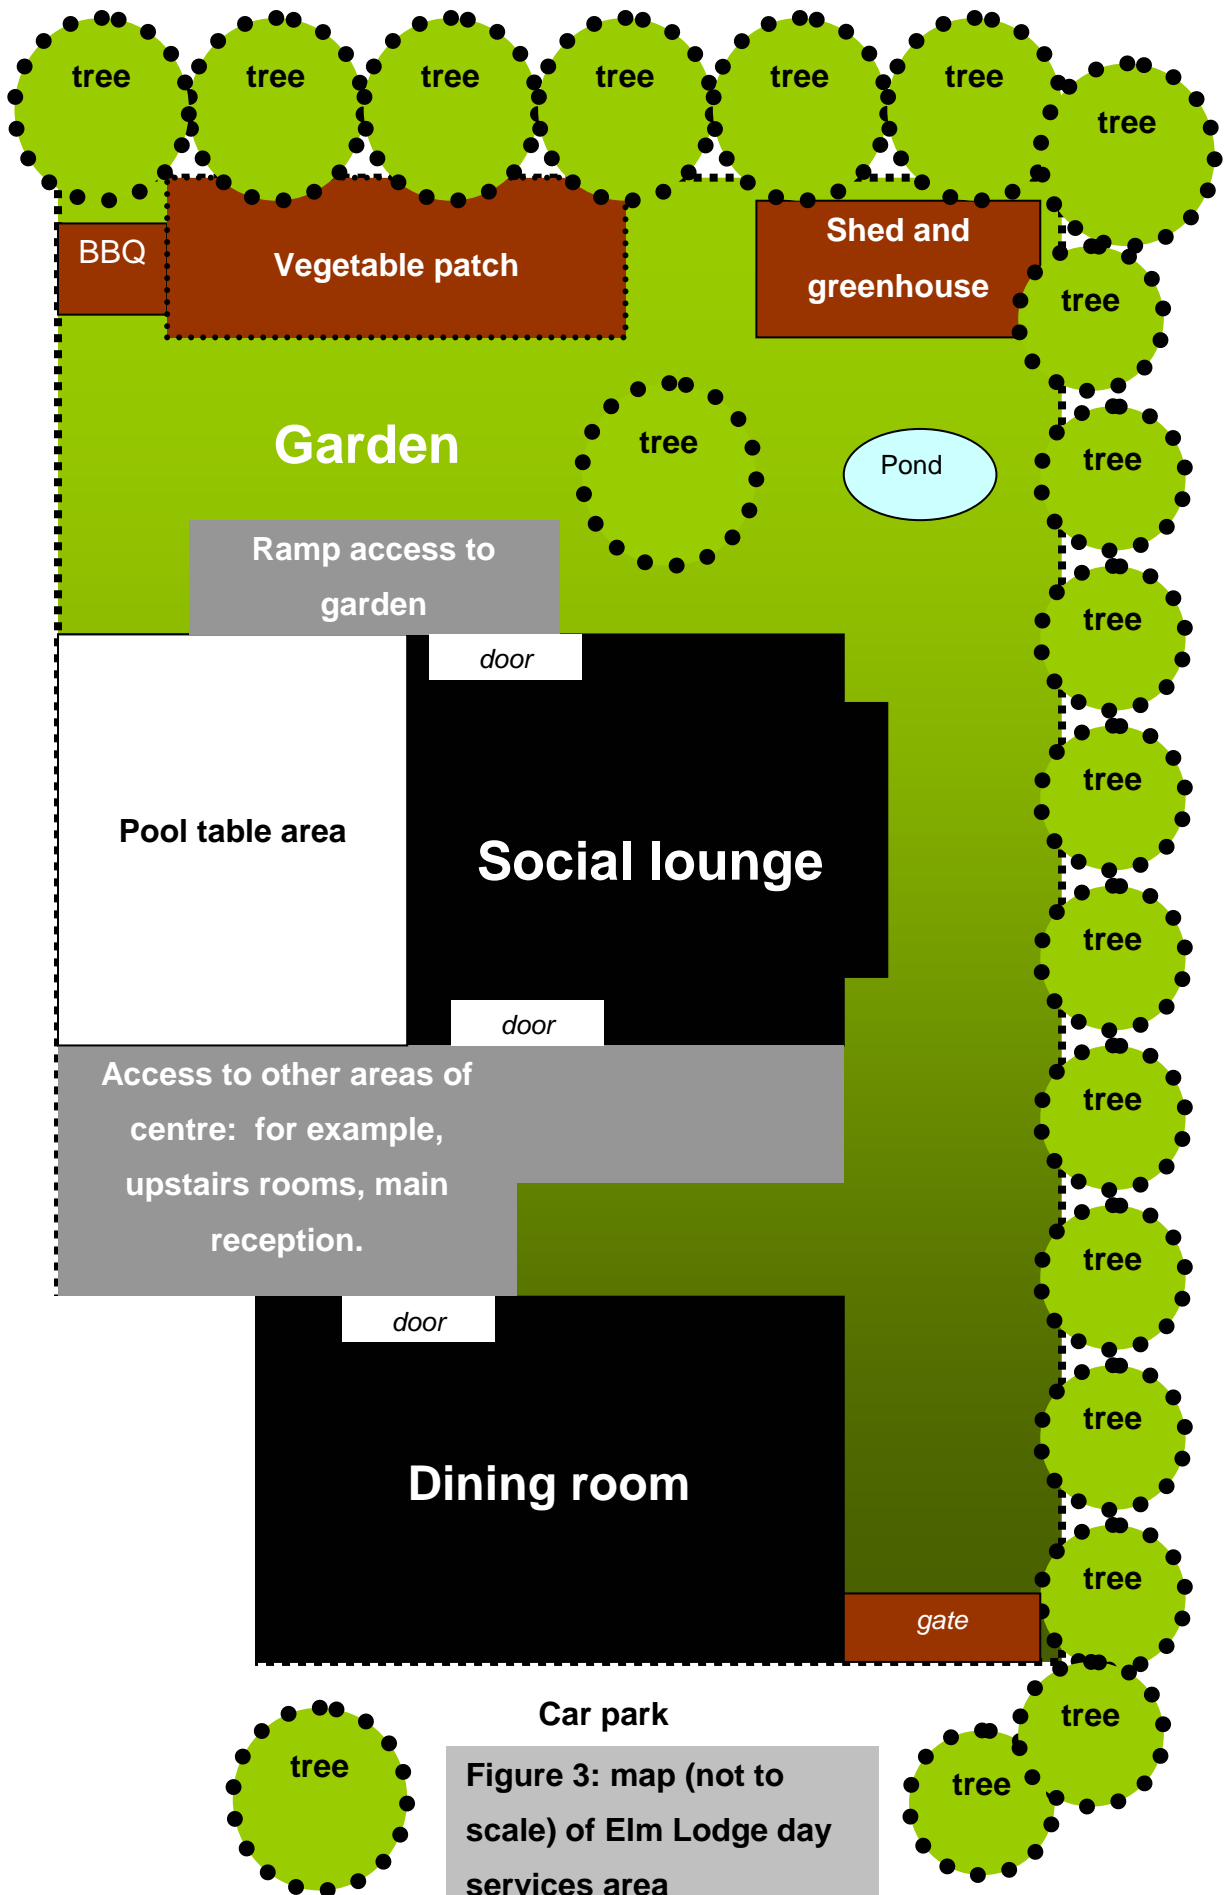 tree tree tree tree tree tree
tree
BBQ
Vegetable patch
Shed and
greenhouse
tree
Garden
tree
Pond
tree
Ramp access to
garden
tree
door
tree
Pool table area
Social lounge
tree
door
Access to other areas of
centre: for example,
upstairs rooms, main
reception.
tree
tree
door
tree
Dining room
tree
gate
Car park
tree
tree
tree
Figure 3: map (not to
scale) of Elm Lodge day
services area